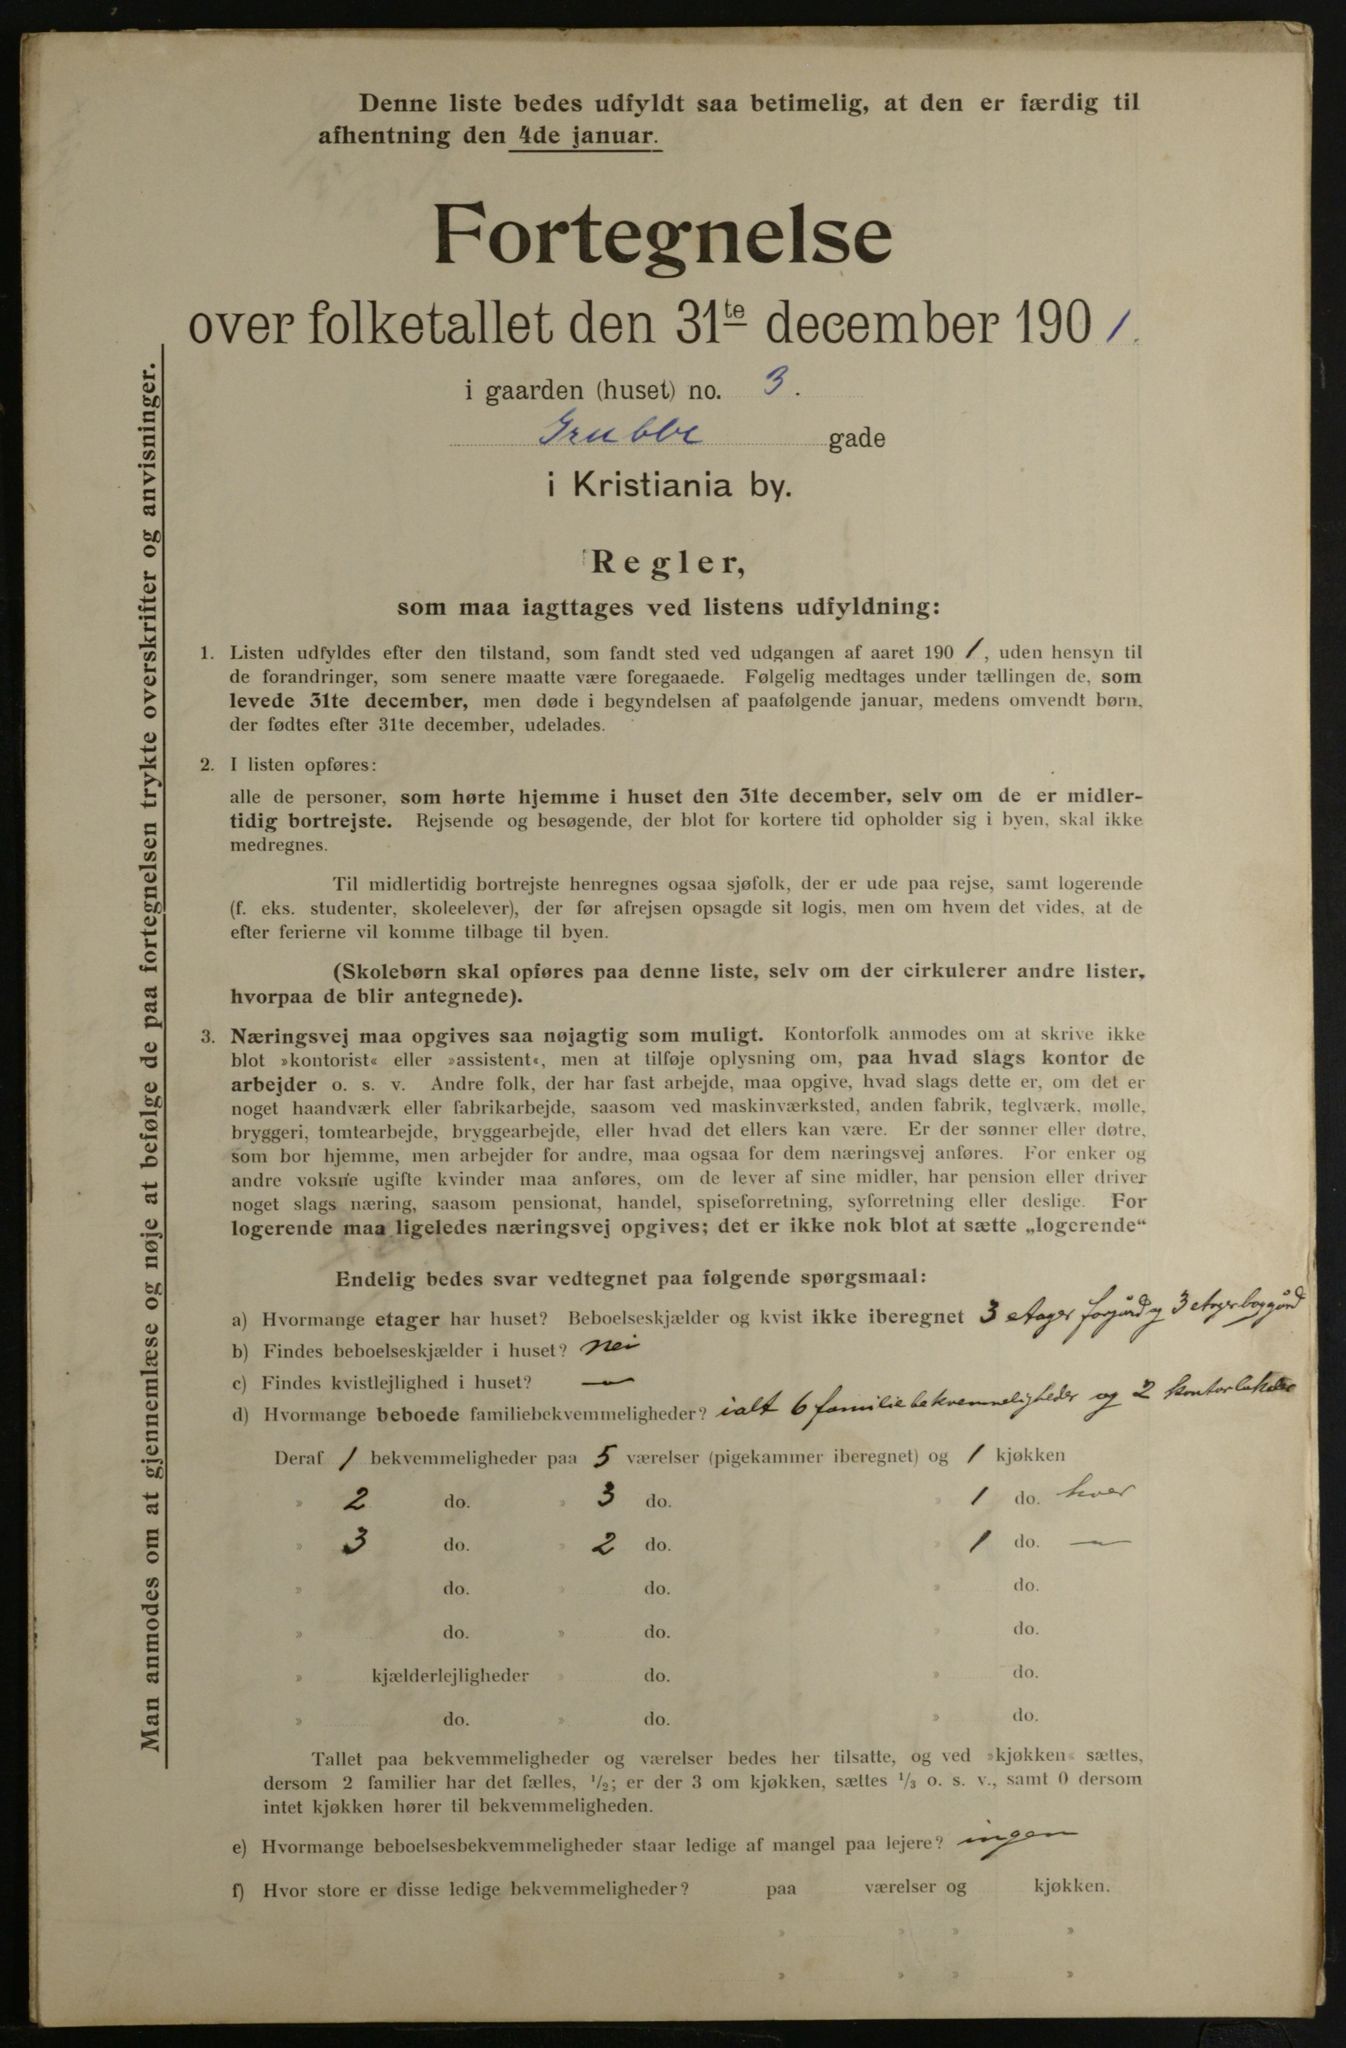 Denne liste bedes udfyldt saa betimelig, at den er færdig til
afhentning den 4de januar.
Fortegnelse
over folketallet den 31te december 1901.
i gaarden (huset) no. 3.
Grubbe gade
i Kristiania by.
Regler,
som maa iagttages ved listens udfyldning:
1. Listen udfyldes efter den tilstand, som fandt sted ved udgangen af aaret 1901, uden hensyn til
de forandringer, som senere maatte være foregaaede. Følgelig medtages under tællingen de, som
levede 31te december, men døde i begyndelsen af paafølgende januar, medens omvendt børn,
der fødtes efter 31te december, udelades.
2. I listen opføres:
alle de personer, som hørte hjemme i huset den 31te december, selv om de er midler-
tidig bortrejste. Rejsende og besøgende, der blot for kortere tid opholder sig i byen, skal ikke
medregnes.
Til midlertidig bortrejste henregnes ogsaa sjøfolk, der er ude paa rejse, samt logerende
(f. eks. studenter, skoleelever), der før afrejsen opsagde sit logis, men om hvem det vides, at de
efter ferierne vil komme tilbage til byen.
(Skolebørn skal opføres paa denne liste, selv om der cirkulerer andre lister,
hvorpaa de blir antegnede).
3. Næringsvej maa opgives saa nøjagtig som muligt. Kontorfolk anmodes om at skrive ikke
blot »kontorist« eller »assistent«, men at tilføje oplysning om, paa hvad slags kontor de
arbejder o. s. v. Andre folk, der har fast arbejde, maa opgive, hvad slags dette er, om det er
noget haandværk eller fabrikarbejde, saasom ved maskinværksted, anden fabrik, teglværk, mølle,
bryggeri, tomtearbejde, bryggearbejde, eller hvad det ellers kan være. Er der sønner eller døtre,
som bor hjemme, men arbejder for andre, maa ogsaa for dem næringsvej anføres. For enker og
andre voksne ugifte kvinder maa anføres, om de lever af sine midler, har pension eller driver
noget slags næring, saasom pensionat, handel, spiseforretning, syforretning eller deslige. For
logerende maa ligeledes næringsvej opgives; det er ikke nok blot at sætte „logerende“
Endelig bedes svar vedtegnet paa følgende spørgsmaal:
a) Hvormange etager har huset? Beboelseskjælder og kvist ikke iberegnet 3 etager forgård og 3 etager baggård
b) Findes beboelseskjælder i huset? nei
c) Findes kvistlejlighed i huset? —
d) Hvormange beboede familiebekvemmeligheder? ialt 6 familiebekvemmeligheder og 2 kontorlokaler
Deraf 1 bekvemmeligheder paa 5 værelser (pigekammer iberegnet) og 1 kjøkken
» 2 do. » 3 do. » 1 do. hver
» 3 do. » 2 do. » 1 do. —
» do. » do. » do.
» do. » do. » do.
» kjælderlejligheder » do. » do.
» do. » do. » do.
Tallet paa bekvemmeligheder og værelser bedes her tilsatte, og ved »kjøkken« sættes,
dersom 2 familier har det fælles, 1/2; er der 3 om kjøkken, sættes 1/3 o. s. v., samt 0 dersom
intet kjøkken hører til bekvemmeligheden.
e) Hvormange beboelsesbekvemmeligheder staar ledige af mangel paa lejere? ingen
f) Hvor store er disse ledige bekvemmeligheder? paa værelser og kjøkken.
» » » »
» » » »
Man anmodes om at gjennemlæse og nøje at befølge de paa fortegnelsen trykte overskrifter og anvisninger.